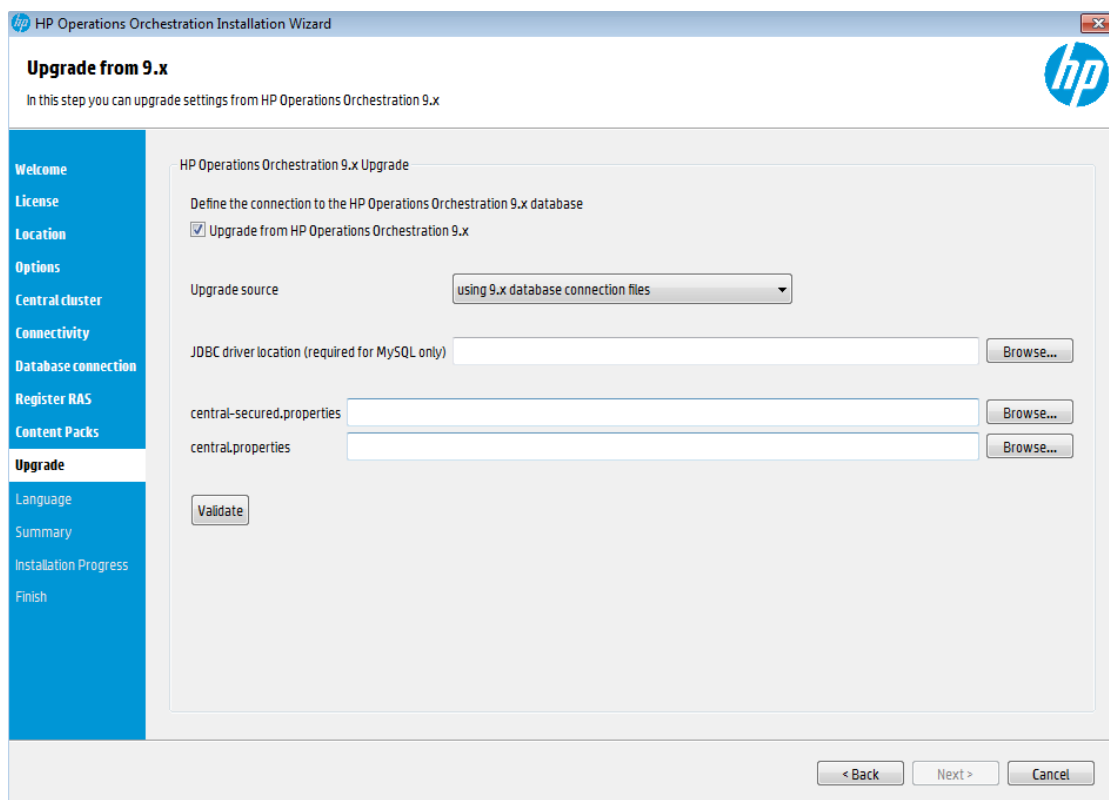 HP Operations Orchestration Installation Wizard
Upgrade from 9.x
In this step you can upgrade settings from HP Operations Orchestration 9.x
Welcome
License
Location
Options
Central cluster
Connectivity
Database connection
Register RAS
Content Packs
Upgrade
Language
Summary
Installation Progress
Finish
HP Operations Orchestration 9.x Upgrade
Define the connection to the HP Operations Orchestration 9.x database
Upgrade from HP Operations Orchestration 9.x
Upgrade source using 9.x database connection files
JDBC driver location (required for MySQL only) Browse...
central-secured.properties Browse...
central.properties Browse...
Validate
< Back Next > Cancel